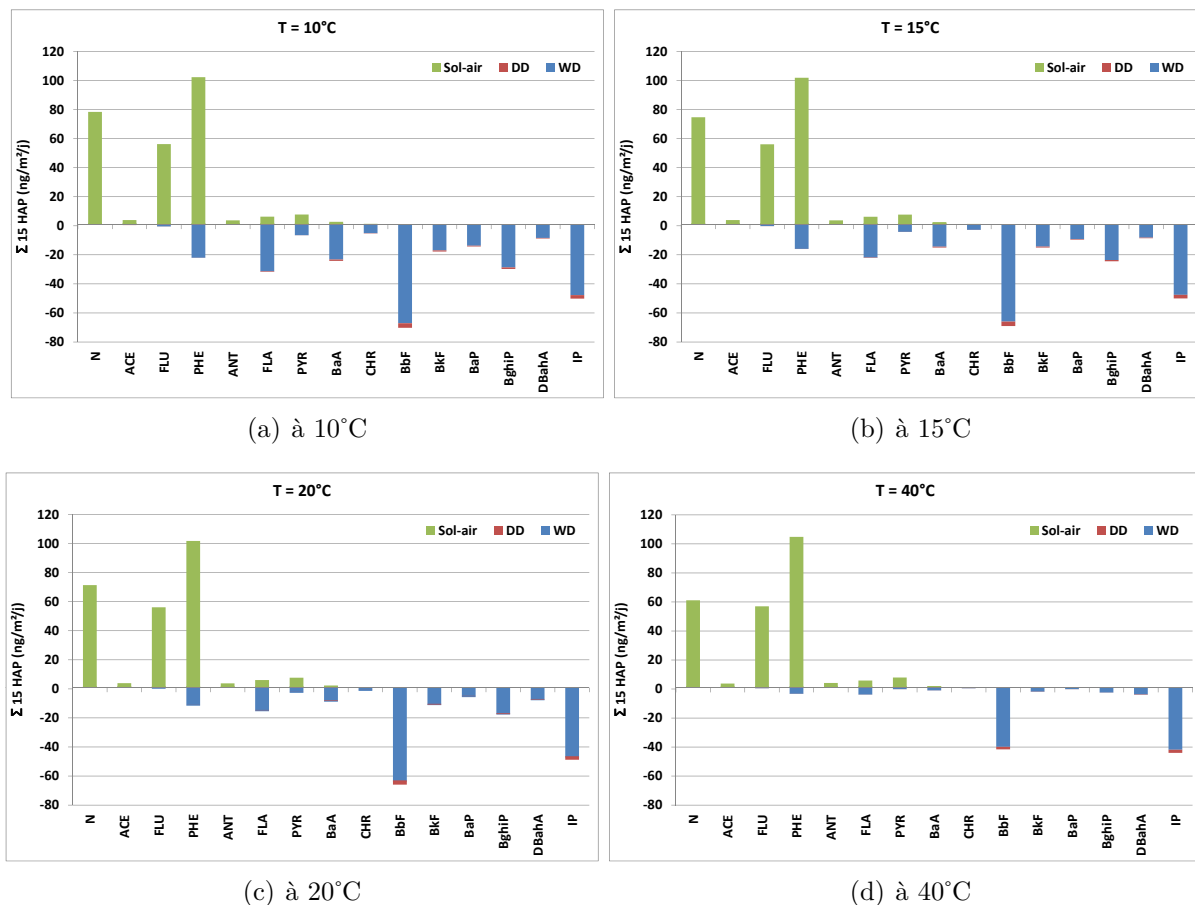 T = 10°C
Sol-air DD WD
Σ 15 HAP (ng/m²/j)
120
100
80
60
40
20
0
-20
-40
-60
-80
N ACE FLU PHE ANT FLA PYR BaA CHR BbF BkF BaP BghiP DBahA IP
(a) à 10°C
T = 15°C
Sol-air DD WD
Σ 15 HAP (ng/m²/j)
120
100
80
60
40
20
0
-20
-40
-60
-80
N ACE FLU PHE ANT FLA PYR BaA CHR BbF BkF BaP BghiP DBahA IP
(b) à 15°C
T = 20°C
Sol-air DD WD
Σ 15 HAP (ng/m²/j)
120
100
80
60
40
20
0
-20
-40
-60
-80
N ACE FLU PHE ANT FLA PYR BaA CHR BbF BkF BaP BghiP DBahA IP
(c) à 20°C
T = 40°C
Sol-air DD WD
Σ 15 HAP (ng/m²/j)
120
100
80
60
40
20
0
-20
-40
-60
-80
N ACE FLU PHE ANT FLA PYR BaA CHR BbF BkF BaP BghiP DBahA IP
(d) à 40°C